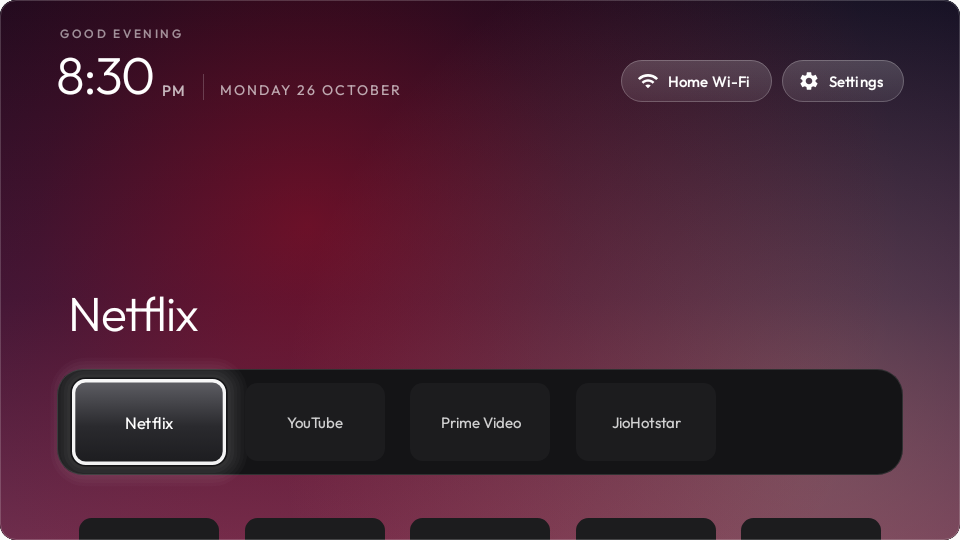 GOOD EVENING
8:30 PM
MONDAY 26 OCTOBER
Home Wi-Fi
Settings
Netflix
Netflix
YouTube
Prime Video
JioHotstar